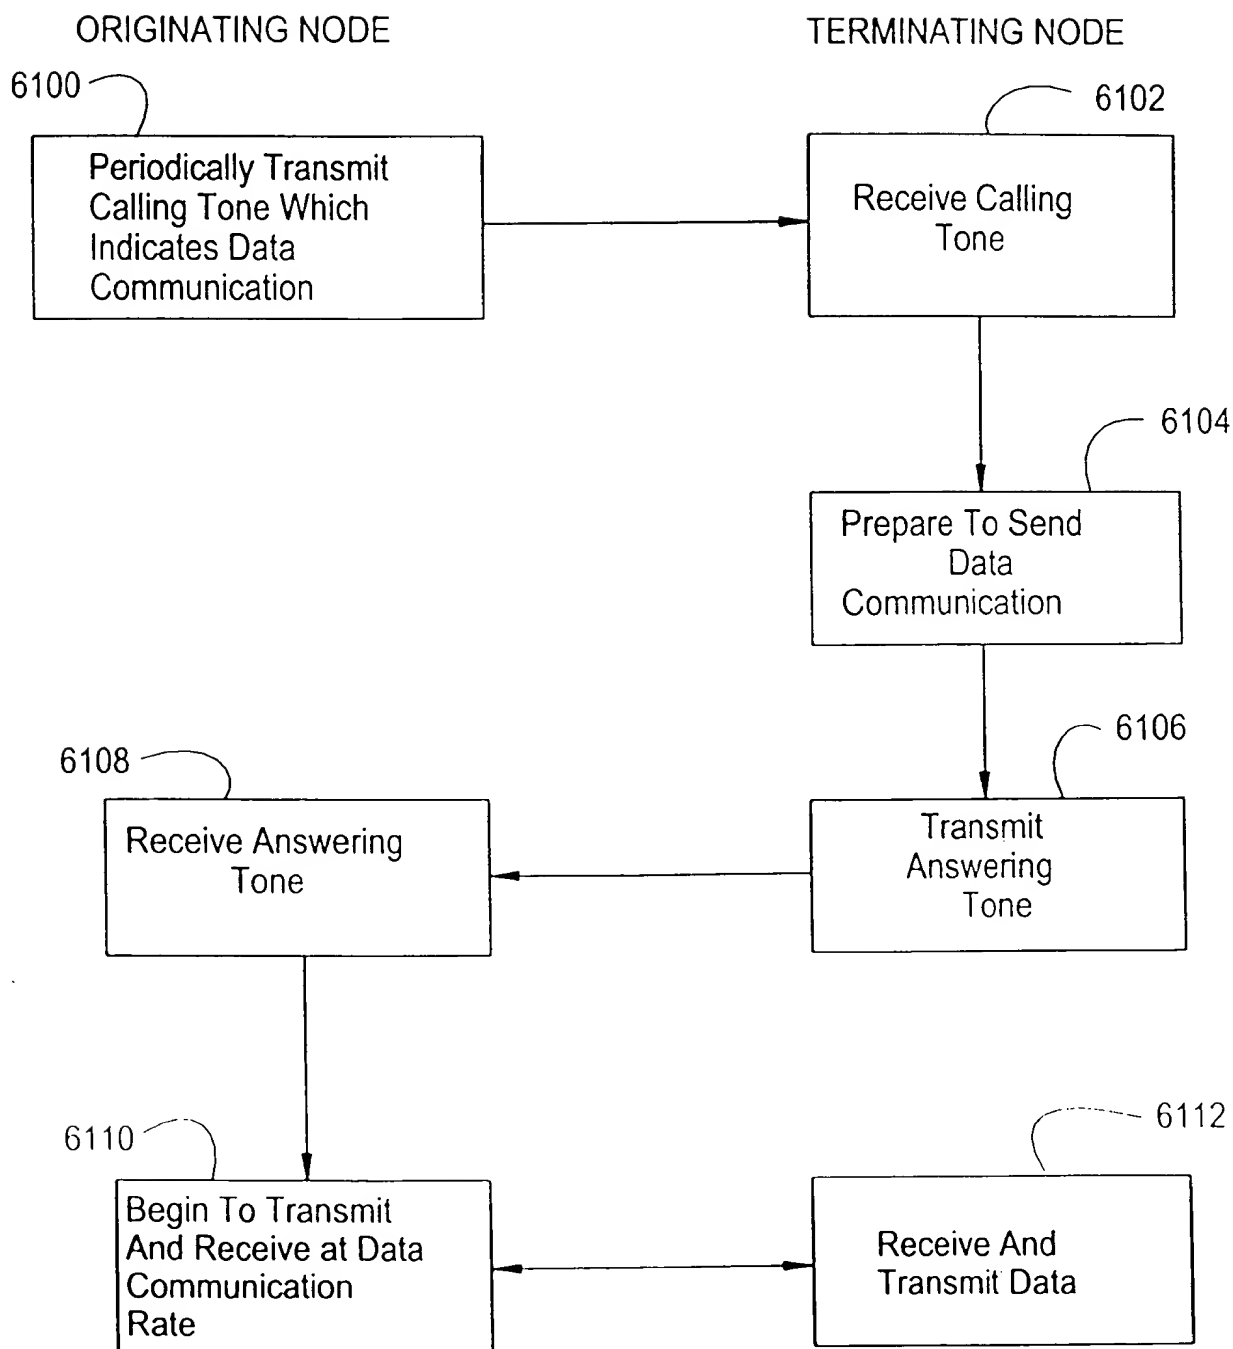 ORIGINATING NODE
TERMINATING NODE
6100
6102
Periodically Transmit
Calling Tone Which
Indicates Data
Communication
Receive Calling
Tone
6104
Prepare To Send
Data
Communication
6106
6108
Transmit
Answering
Tone
Receive Answering
Tone
6110
6112
Begin To Transmit
And Receive at Data
Communication
Rate
Receive And
Transmit Data